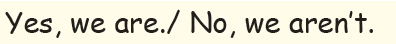 Yes, we are./ No, we aren't.